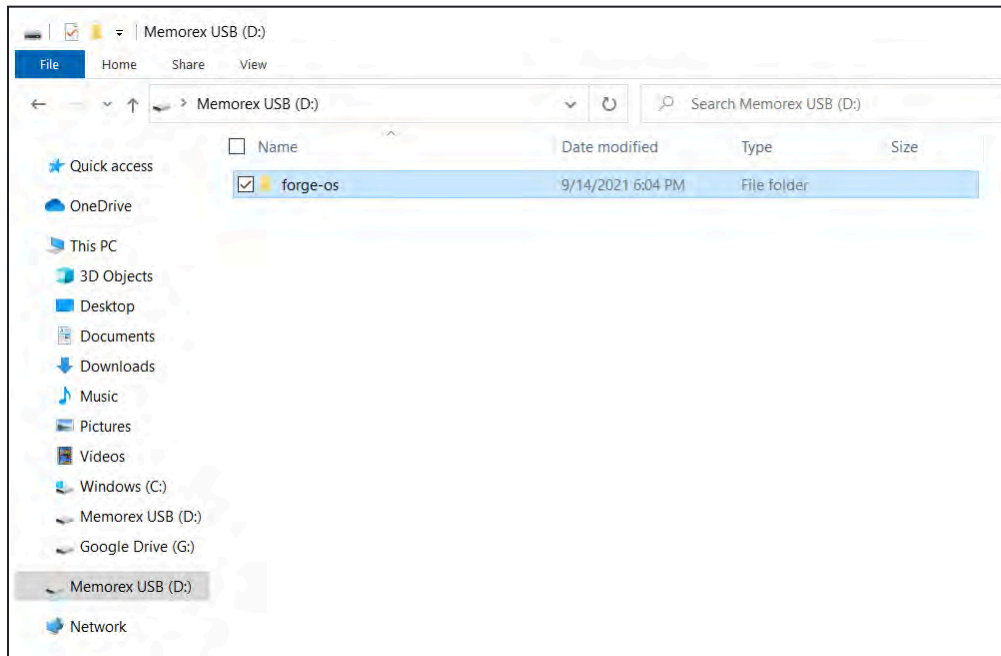 Memorex USB (D:)
File Home Share View
Memorex USB (D:) Search Memorex USB (D:)
Name Date modified Type Size
forge-os 9/14/2021 6:04 PM File folder
Quick access
OneDrive
This PC
3D Objects
Desktop
Documents
Downloads
Music
Pictures
Videos
Windows (C:)
Memorex USB (D:)
Google Drive (G:)
Memorex USB (D:)
Network